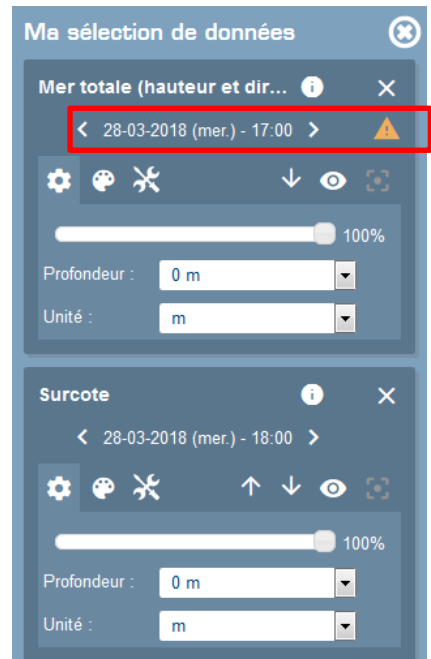 Ma sélection de données
Mer totale (hauteur et dir...
28-03-2018 (mer.) - 17:00
100%
Profondeur : 0 m
Unité : m
Surcote
28-03-2018 (mer.) - 18:00
100%
Profondeur : 0 m
Unité : m